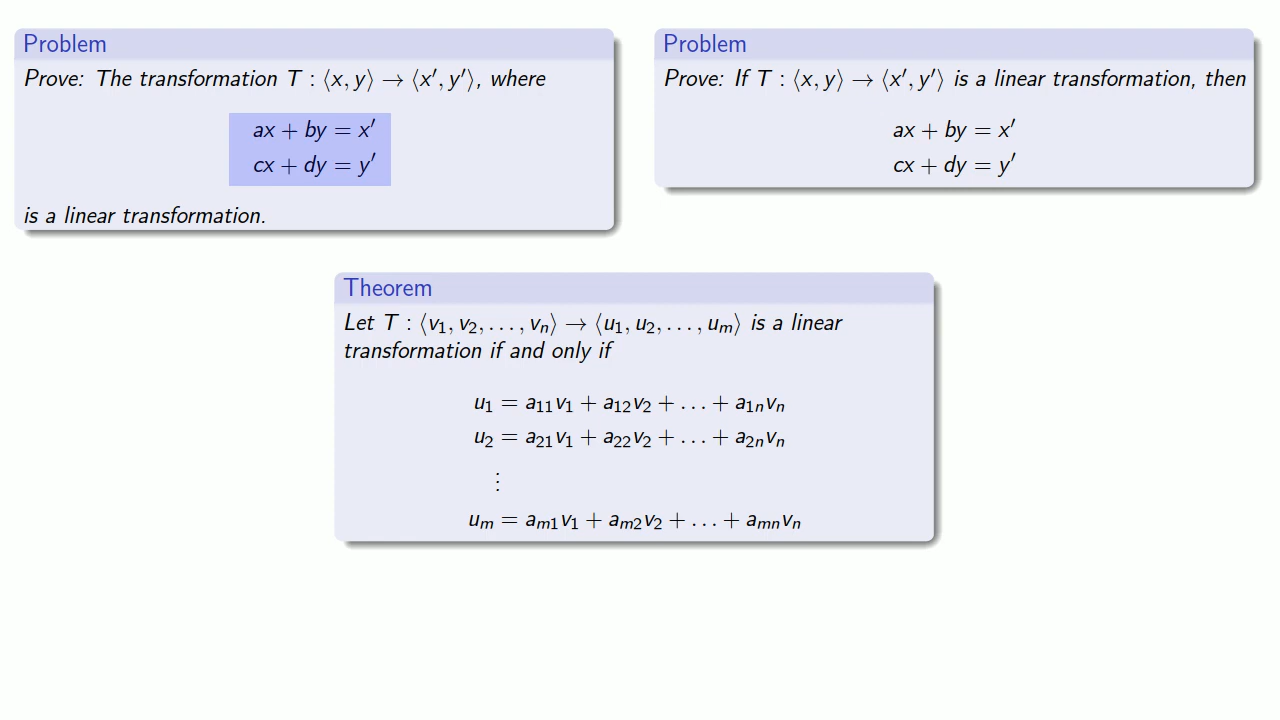 Problem
Prove: The transformation T : ⟨x, y⟩ → ⟨x′, y′⟩, where
ax + by = x′
cx + dy = y′
is a linear transformation.
Problem
Prove: If T : ⟨x, y⟩ → ⟨x′, y′⟩ is a linear transformation, then
ax + by = x′
cx + dy = y′
Theorem
Let T : ⟨v₁, v₂, . . . , vₙ⟩ → ⟨u₁, u₂, . . . , uₘ⟩ is a linear
transformation if and only if
u₁ = a₁₁v₁ + a₁₂v₂ + . . . + a₁ₙvₙ
u₂ = a₂₁v₁ + a₂₂v₂ + . . . + a₂ₙvₙ
⋮
uₘ = aₘ₁v₁ + aₘ₂v₂ + . . . + aₘₙvₙ